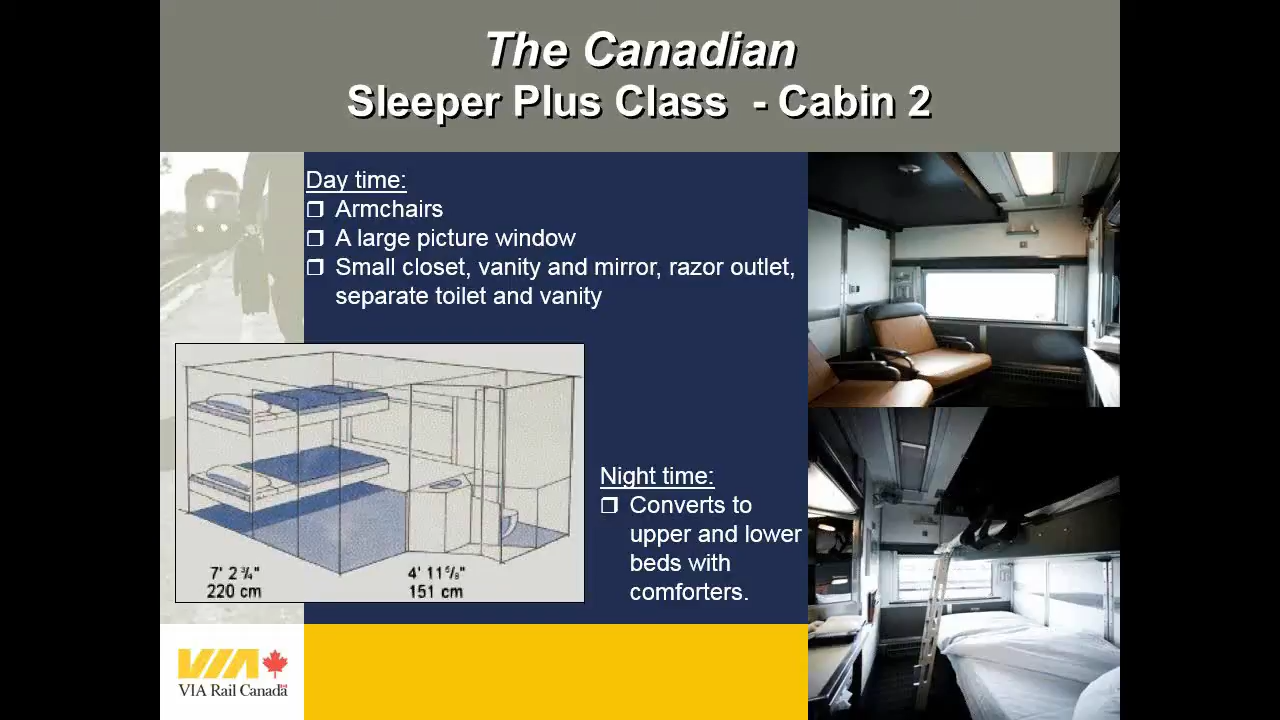 The Canadian
Sleeper Plus Class - Cabin 2
Day time:
❒ Armchairs
❒ A large picture window
❒ Small closet, vanity and mirror, razor outlet,
separate toilet and vanity
Night time:
❒ Converts to
upper and lower
beds with
comforters.
7' 2 ¾"
220 cm
4' 11 ⅝"
151 cm
VIA
VIA Rail Canada